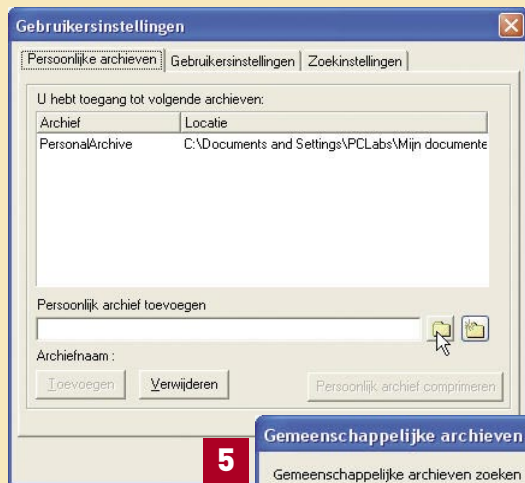 Gebruikersinstellingen
Persoonlijke archieven Gebruikersinstellingen Zoekinstellingen
U hebt toegang tot volgende archieven:
Archief Locatie
PersonalArchive C:\Documents and Settings\PCLabs\Mijn documente
Persoonlijk archief toevoegen
Archiefnaam :
Toevoegen Verwijderen Persoonlijk archief comprimeren
5
Gemeenschappelijke archieven
Gemeenschappelijke archieven zoeken